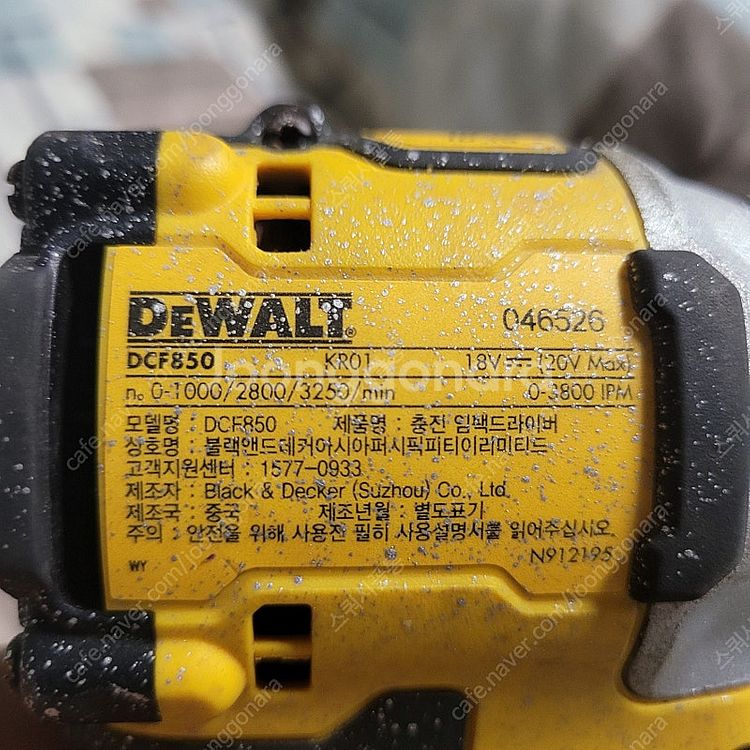 DEWALT® 046526
DCF850 KR01 18V⎓(20V Max)
n₀ 0-1000/2800/3250/min 0-3800 IPM
모델명 : DCF850 제품명 : 충전 임팩드라이버
상호명 : 블랙앤드데커아시아퍼시픽피티이리미티드
고객지원센터 : 1577-0933
제조자 : Black & Decker (Suzhou) Co., Ltd
제조국 : 중국 제조년월 : 별도표기
주의 : 안전을 위해 사용전 필히 사용설명서를 읽어주십시오.
WY N912195
joonggonara
cafe.naver.com/joonggonara